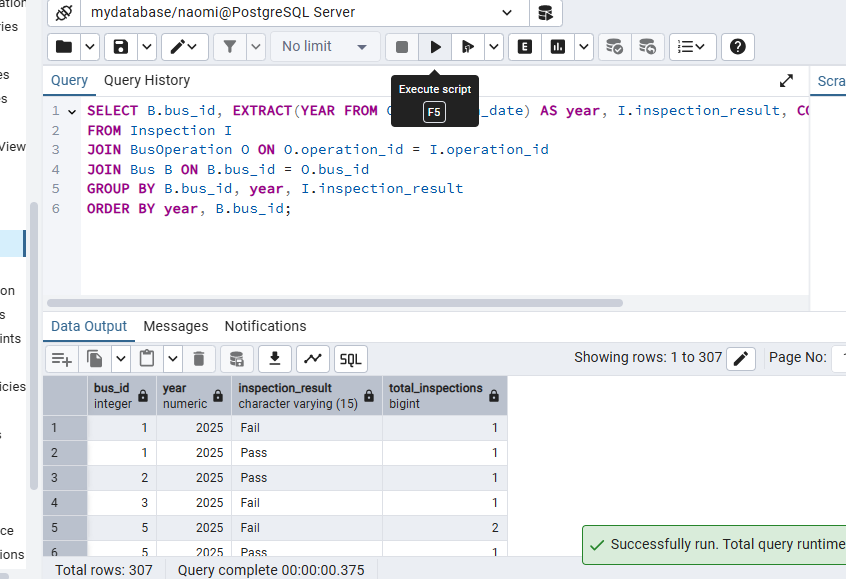 ries
mydatabase/naomi@PostgreSQL Server
No limit
E
Query Query History
Scra
Execute script
F5
1 SELECT B.bus_id, EXTRACT(YEAR FROM O _date) AS year, I.inspection_result, CO
2 FROM Inspection I
3 JOIN BusOperation O ON O.operation_id = I.operation_id
4 JOIN Bus B ON B.bus_id = O.bus_id
5 GROUP BY B.bus_id, year, I.inspection_result
6 ORDER BY year, B.bus_id;
View
on
s
ints
icies
s
ce
ions
Data Output Messages Notifications
SQL
Showing rows: 1 to 307
Page No: 1
bus_id year inspection_result total_inspections
integer numeric character varying (15) bigint
1 1 2025 Fail 1
2 1 2025 Pass 1
3 2 2025 Pass 1
4 3 2025 Fail 1
5 5 2025 Fail 2
6 5 2025 Pass 1
Successfully run. Total query runtime
Total rows: 307 Query complete 00:00:00.375